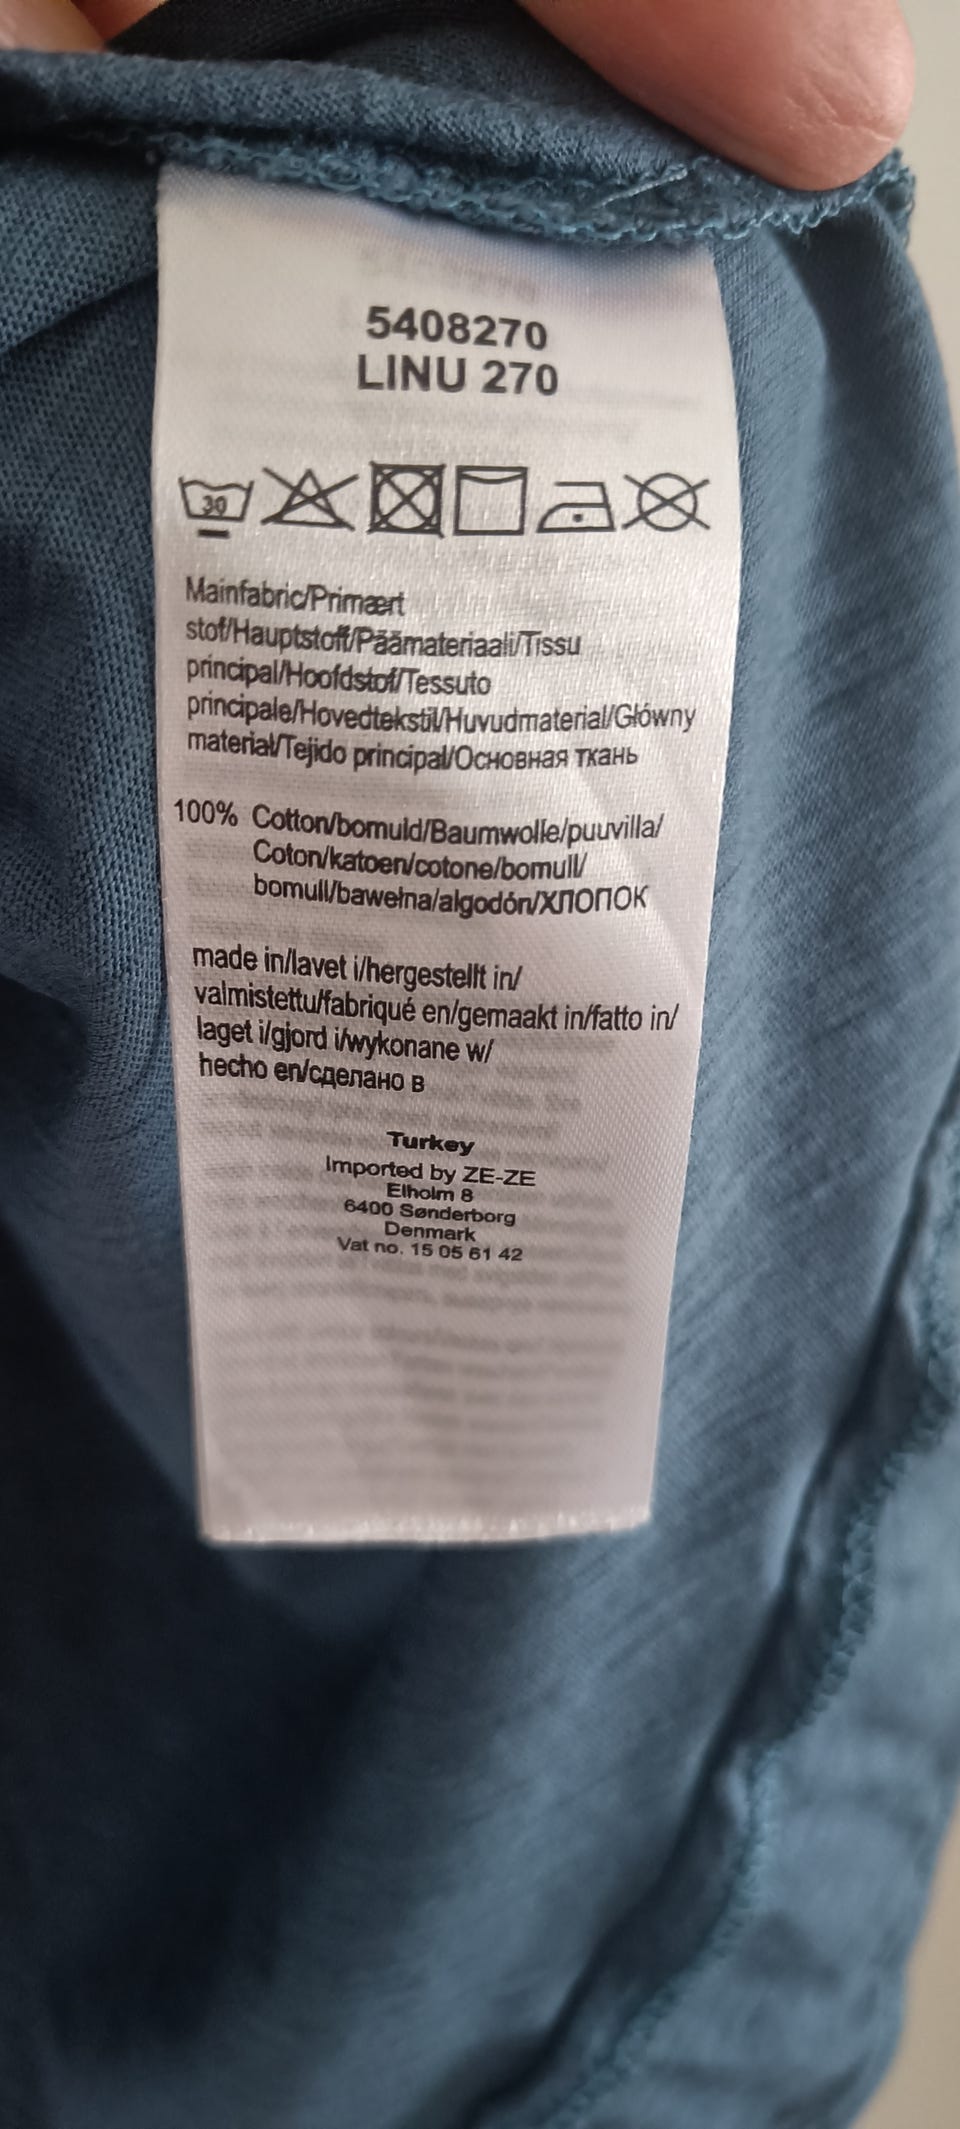 5408270
LINU 270
30
Mainfabric/Primært
stof/Hauptstoff/Päämateriaali/Tissu
principal/Hoofdstof/Tessuto
principale/Hovedtekstil/Huvudmaterial/Główny
materiał/Tejido principal/Основная ткань
100% Cotton/bomuld/Baumwolle/puuvilla/
Coton/katoen/cotone/bomull/
bomull/bawełna/algodón/ХЛОПОК
made in/lavet i/hergestellt in/
valmistettu/fabriqué en/gemaakt in/fatto in/
laget i/gjord i/wykonane w/
hecho en/сделано в
Turkey
Imported by ZE-ZE
Elholm 8
6400 Sønderborg
Denmark
Vat no. 15 05 61 42